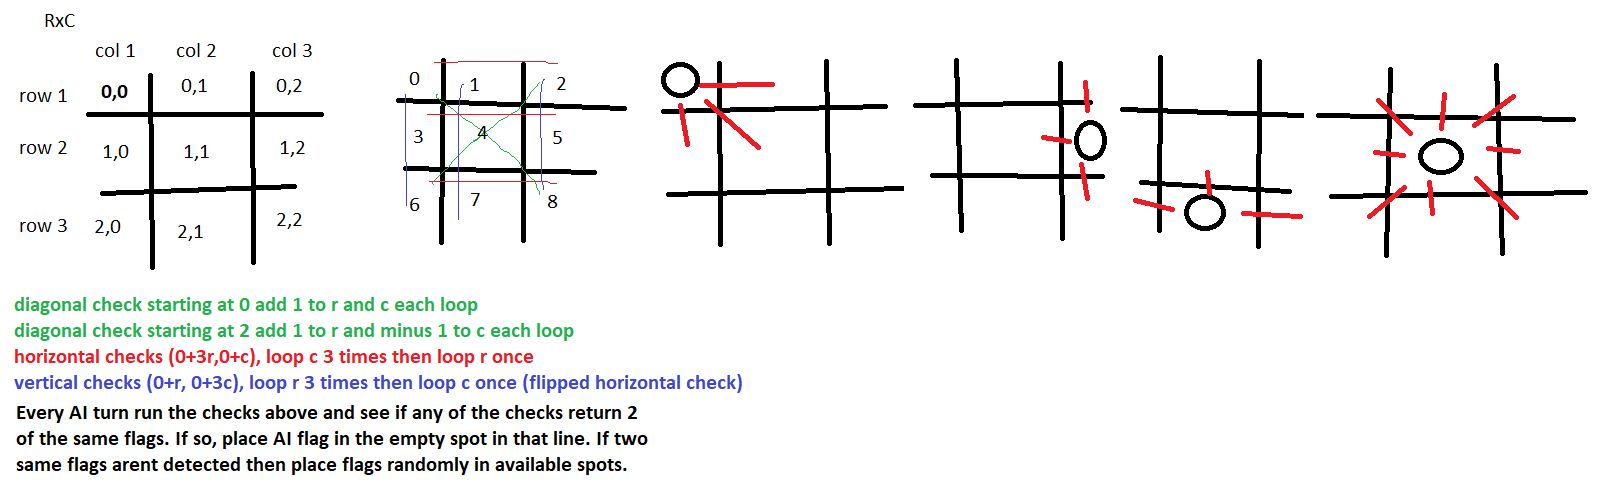 RxC
col 1 col 2 col 3
row 1 0,0 0,1 0,2
row 2 1,0 1,1 1,2
row 3 2,0 2,1 2,2
0 1 2
3 4 5
6 7 8
diagonal check starting at 0 add 1 to r and c each loop
diagonal check starting at 2 add 1 to r and minus 1 to c each loop
horizontal checks (0+3r,0+c), loop c 3 times then loop r once
vertical checks (0+r, 0+3c), loop r 3 times then loop c once (flipped horizontal check)
Every AI turn run the checks above and see if any of the checks return 2
of the same flags. If so, place AI flag in the empty spot in that line. If two
same flags arent detected then place flags randomly in available spots.